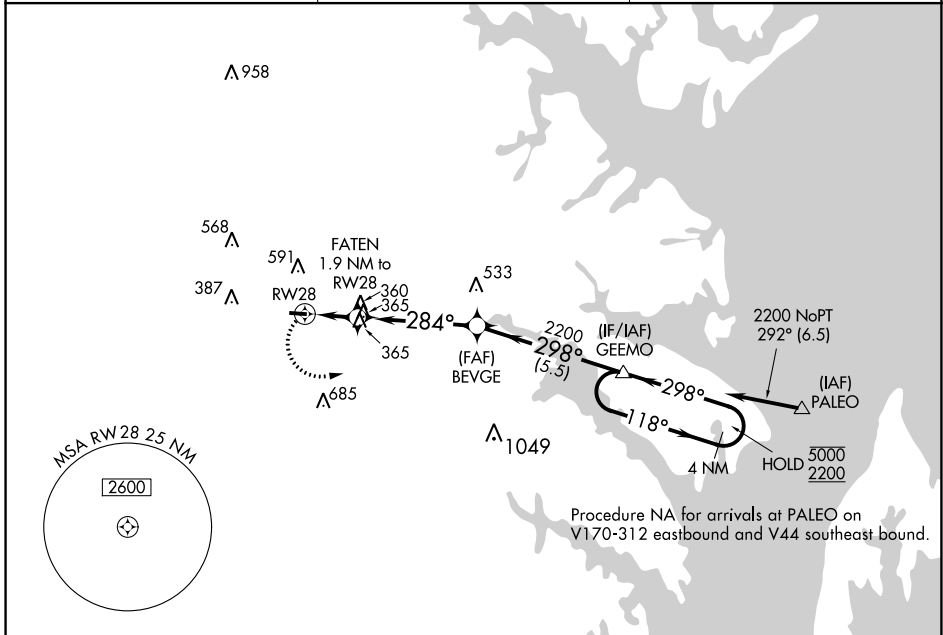 958
568
591
387
FATEN
1.9 NM to
RW28
RW28
360
365
365
533
284°
(FAF)
BEVGE
2200
298°
(5.5)
(IF/IAF)
GEEMO
2200 NoPT
292° (6.5)
(IAF)
PALEO
298°
118°
4 NM
HOLD 5000
2200
685
1049
MSA RW 28 25 NM
2600
Procedure NA for arrivals at PALEO on
V170-312 eastbound and V44 southeast bound.